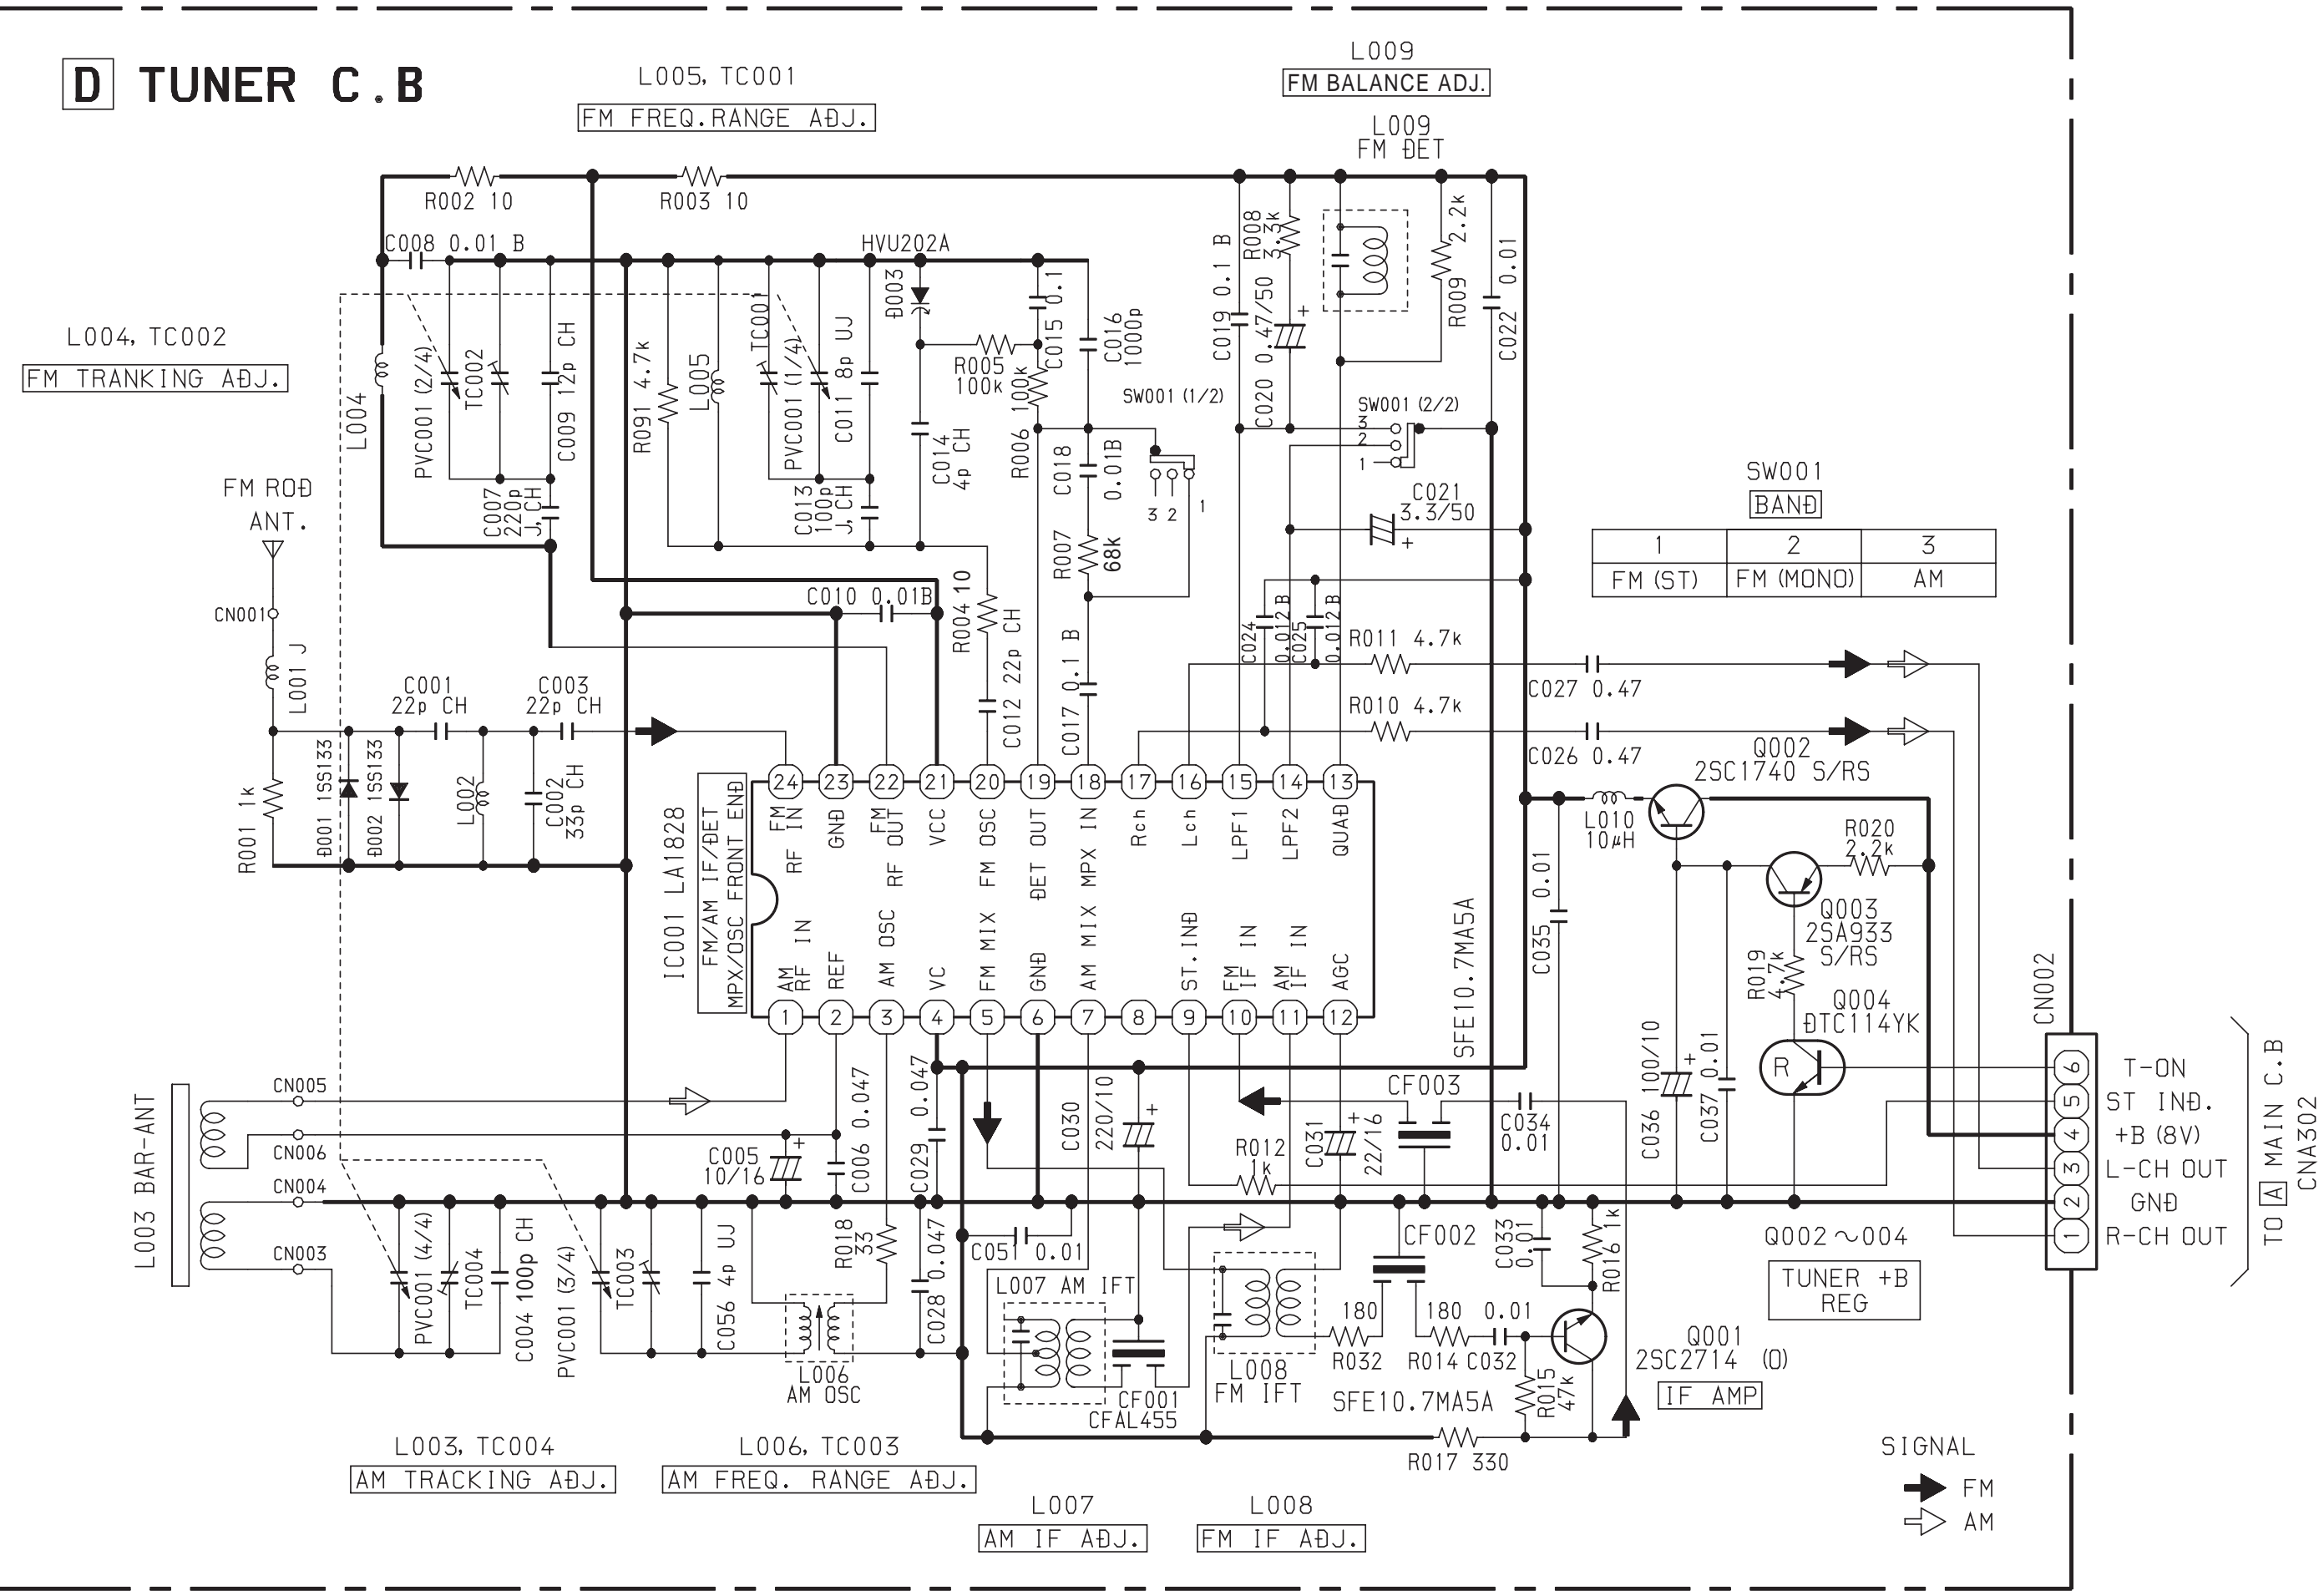 D TUNER C.B
L005, TC001
FM FREQ.RANGE ADJ.
L009
FM BALANCE ADJ.
L009
FM DET
R002 10
R003 10
C008 0.01 B
HVU202A
D003
L004, TC002
FM TRANKING ADJ.
L004
PVC001 (2/4)
TC002
C009 12p CH
C007
220p
J,CH
R091 4.7k
L005
TC001
PVC001 (1/4)
C011 8p UJ
C013
100p
J,CH
C014
4p CH
R005
100k
R006 100k
C015 0.1
C016
1000p
C018
0.01B
R007
68k
SW001 (1/2)
3 2 1
C019 0.1 B
R008
3.3k
C020 0.47/50
R009 2.2k
C022 0.01
SW001 (2/2)
3
2
1
C021
3.3/50
SW001
BAND
1 2 3
FM (ST) FM (MONO) AM
FM ROD
ANT.
CN001
L001 J
C001
22p CH
C003
22p CH
R001 1k
D001 1SS133
D002 1SS133
L002
C002
33p CH
C010 0.01B
R004 10
C012 22p CH
C017 0.1 B
C024
0.012 B
C025
0.012 B
R011 4.7k
C027 0.47
R010 4.7k
C026 0.47
Q002
2SC1740 S/RS
L010
10μH
R020
2.2k
Q003
2SA933
S/RS
R019
4.7k
Q004
DTC114YK
R
C035 0.01
C036 100/10
C037 0.01
IC001 LA1828
FM/AM IF/DET
MPX/OSC FRONT END
24 23 22 21 20 19 18 17 16 15 14 13
FM
RF IN
GND
FM
RF OUT
VCC
FM OSC
DET OUT
MPX IN
Rch
Lch
LPF1
LPF2
QUAD
AM
RF IN
REF
AM OSC
VC
FM MIX
GND
AM MIX
ST.IND
FM
IF IN
AM
IF IN
AGC
1 2 3 4 5 6 7 8 9 10 11 12
SFE10.7MA5A
CF003
CN002
6 T-ON
5 ST IND.
4 +B (8V)
3 L-CH OUT
2 GND
1 R-CH OUT
TO A MAIN C.B
CNA302
L003 BAR-ANT
CN005
CN006
CN004
CN003
C005
10/16
C006 0.047
C029 0.047
C030
220/10
R012
1k
C031
22/16
C034
0.01
PVC001 (4/4)
TC004
C004 100p CH
PVC001 (3/4)
TC003
C056 4p UJ
R018
33
C028 0.047
C051 0.01
L006
AM OSC
L007 AM IFT
CF001
CFAL455
L008
FM IFT
CF002
180
R032
180
R014
0.01
C032
SFE10.7MA5A
C033
0.01
R016 1k
R015
47k
Q001
2SC2714 (O)
IF AMP
R017 330
Q002～004
TUNER +B
REG
L003, TC004
AM TRACKING ADJ.
L006, TC003
AM FREQ. RANGE ADJ.
L007
AM IF ADJ.
L008
FM IF ADJ.
SIGNAL
FM
AM